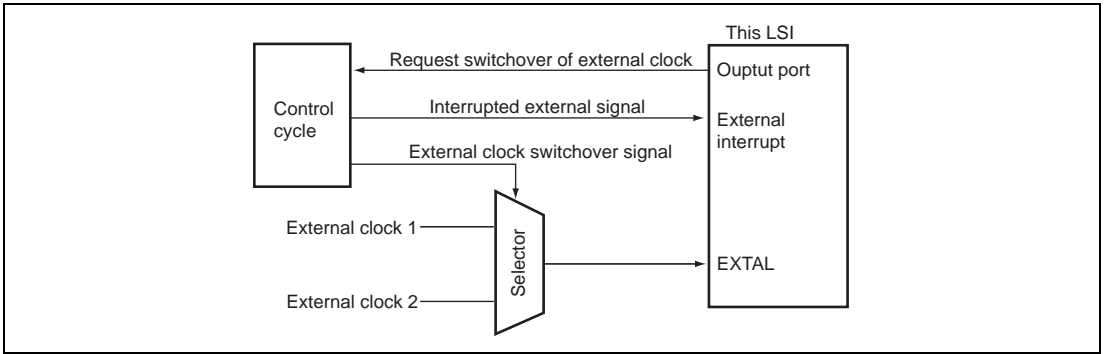 This LSI
Request switchover of external clock
Ouptut port
Control
cycle
Interrupted external signal
External
interrupt
External clock switchover signal
External clock 1
Selector
EXTAL
External clock 2